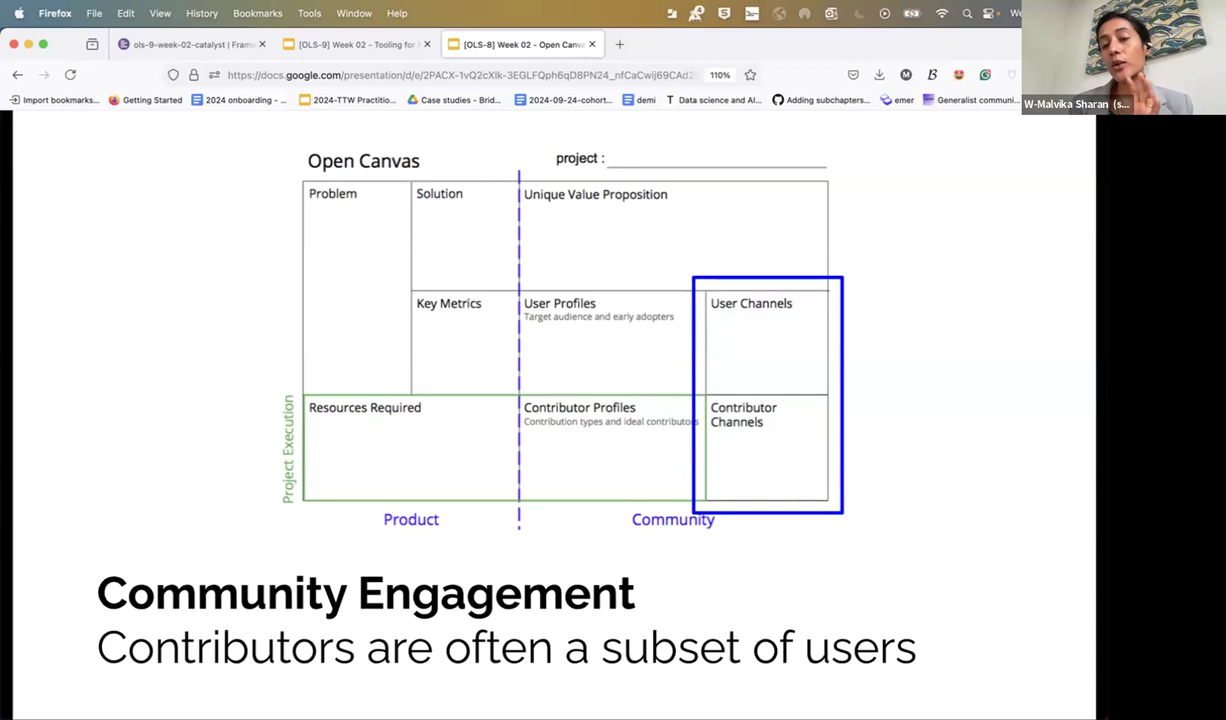 Firefox File Edit View History Bookmarks Tools Window Help
ols-9-week-02-catalyst | Frama
[OLS-9] Week 02 - Tooling for
[OLS-8] Week 02 - Open Canva
https://docs.google.com/presentation/d/e/2PACX-1vQ2cXlk-3EGLFQph6qD8PN24_nfCaCwij69CAd2
110%
Import bookmarks...
Getting Started
2024 onboarding - ...
2024-TTW Practitio...
Case studies - Brid...
2024-09-24-cohort...
demi
Data science and AI...
Adding subchapters...
emer
Generalist communi...
W-Malvika Sharan (s...
Open Canvas
project :
Problem
Solution
Unique Value Proposition
Key Metrics
User Profiles
Target audience and early adopters
User Channels
Resources Required
Contributor Profiles
Contribution types and ideal contributors
Contributor
Channels
Project Execution
Product
Community
Community Engagement
Contributors are often a subset of users